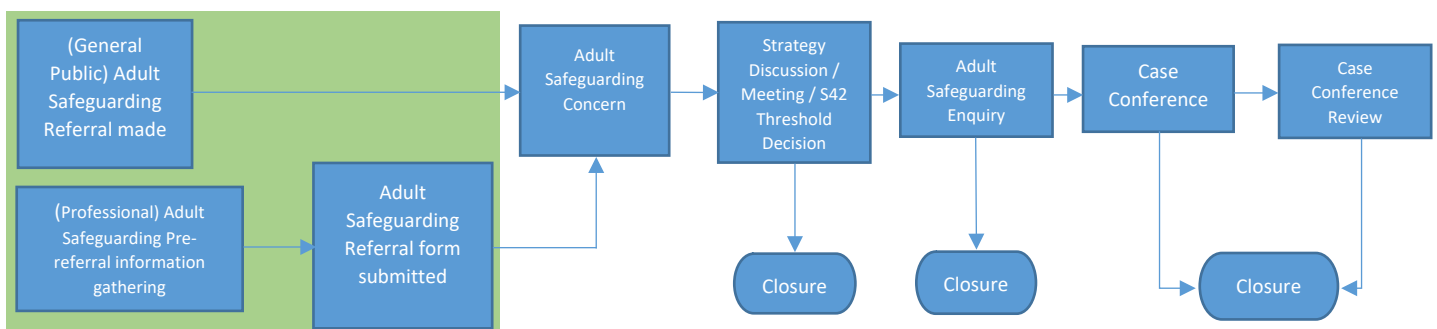 (General
Public) Adult
Safeguarding
Referral made
(Professional) Adult
Safeguarding Pre-
referral information
gathering
Adult
Safeguarding
Referral form
submitted
Adult
Safeguarding
Concern
Strategy
Discussion /
Meeting / S42
Threshold
Decision
Closure
Adult
Safeguarding
Enquiry
Closure
Case
Conference
Case
Conference
Review
Closure